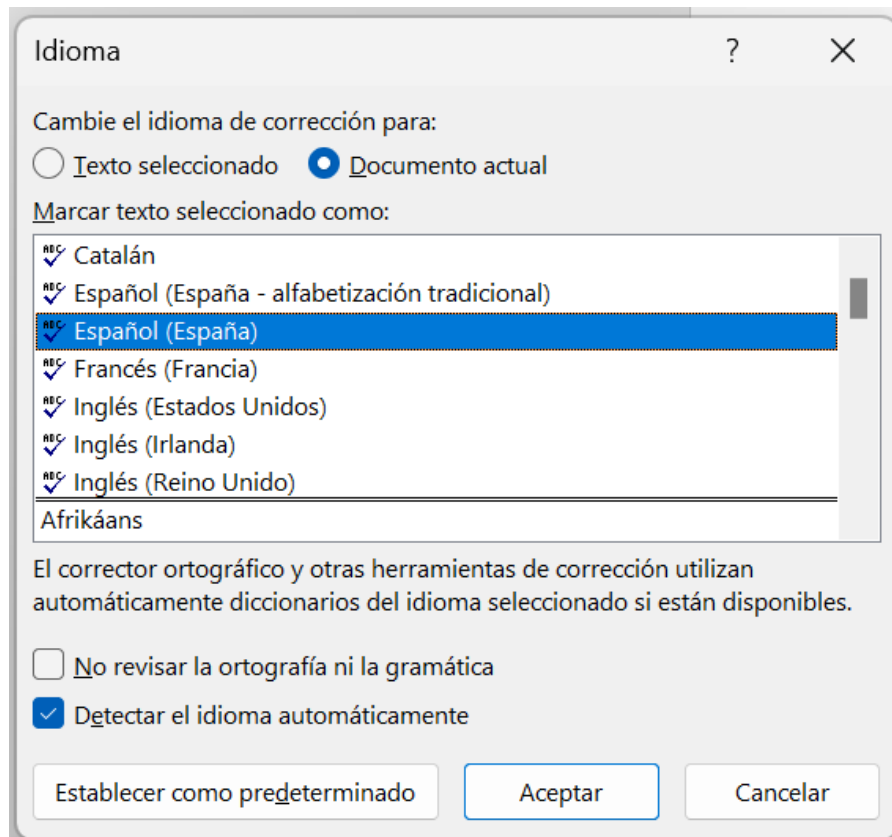 Idioma
?
Cambie el idioma de corrección para:
Texto seleccionado Documento actual
Marcar texto seleccionado como:
Catalán
Español (España - alfabetización tradicional)
Español (España)
Francés (Francia)
Inglés (Estados Unidos)
Inglés (Irlanda)
Inglés (Reino Unido)
Afrikáans
El corrector ortográfico y otras herramientas de corrección utilizan
automáticamente diccionarios del idioma seleccionado si están disponibles.
No revisar la ortografía ni la gramática
Detectar el idioma automáticamente
Establecer como predeterminado Aceptar Cancelar